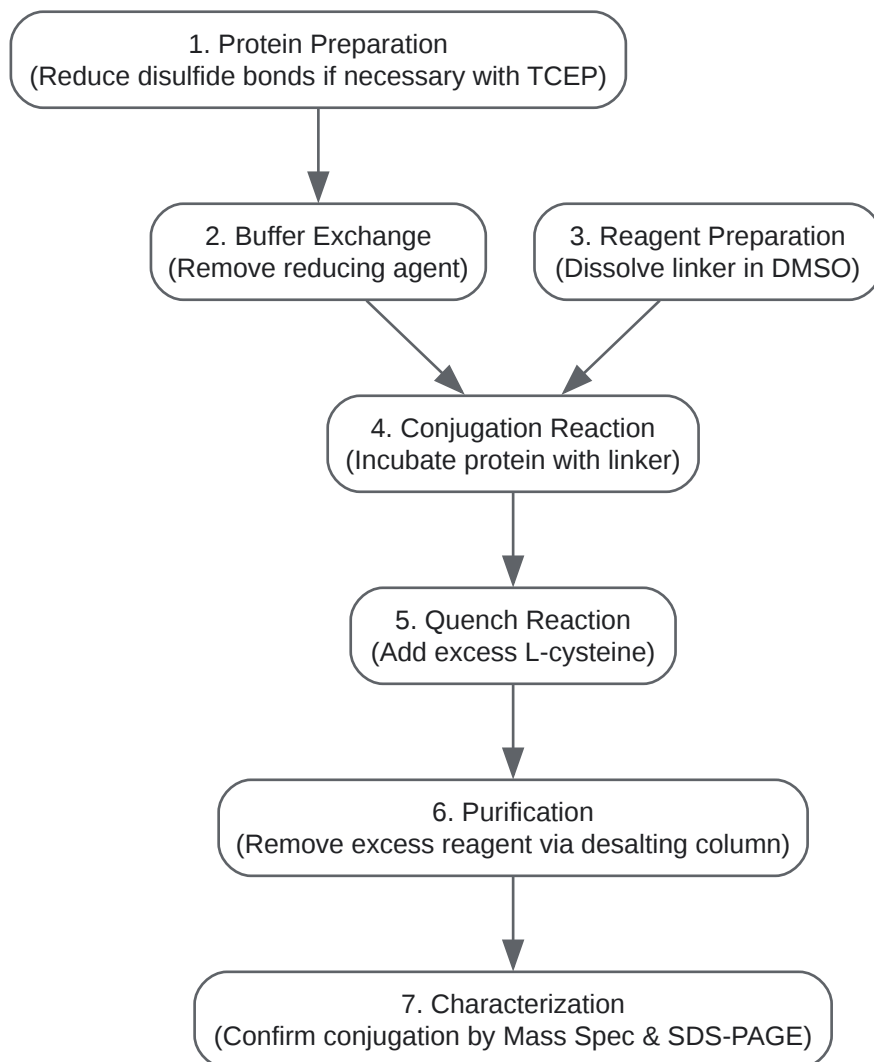 1. Protein Preparation
(Reduce disulfide bonds if necessary with TCEP)
2. Buffer Exchange
(Remove reducing agent)
3. Reagent Preparation
(Dissolve linker in DMSO)
4. Conjugation Reaction
(Incubate protein with linker)
5. Quench Reaction
(Add excess L-cysteine)
6. Purification
(Remove excess reagent via desalting column)
7. Characterization
(Confirm conjugation by Mass Spec & SDS-PAGE)